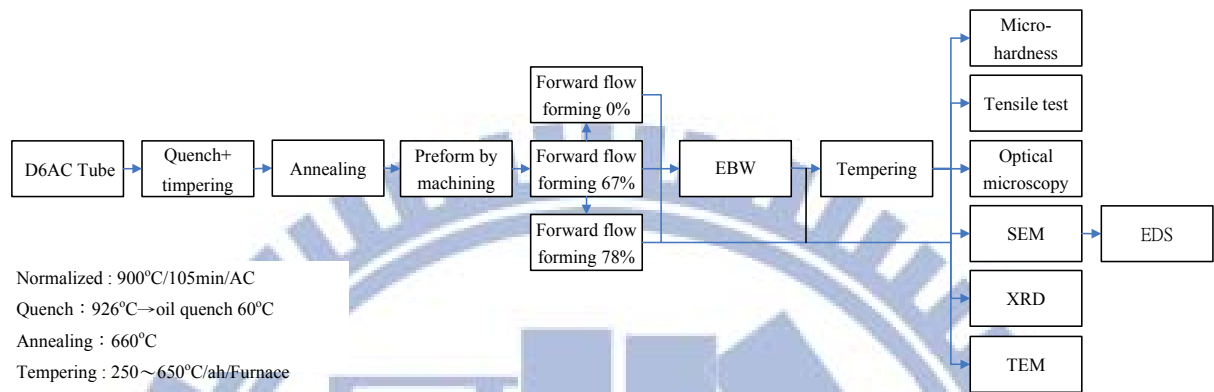 D6AC Tube
Quench+
timpering
Annealing
Preform by
machining
Forward flow
forming 0%
Forward flow
forming 67%
Forward flow
forming 78%
EBW
Tempering
Micro-
hardness
Tensile test
Optical
microscopy
SEM
EDS
XRD
TEM
Normalized : 900°C/105min/AC
Quench：926°C→oil quench 60°C
Annealing：660°C
Tempering : 250～650°C/ah/Furnace